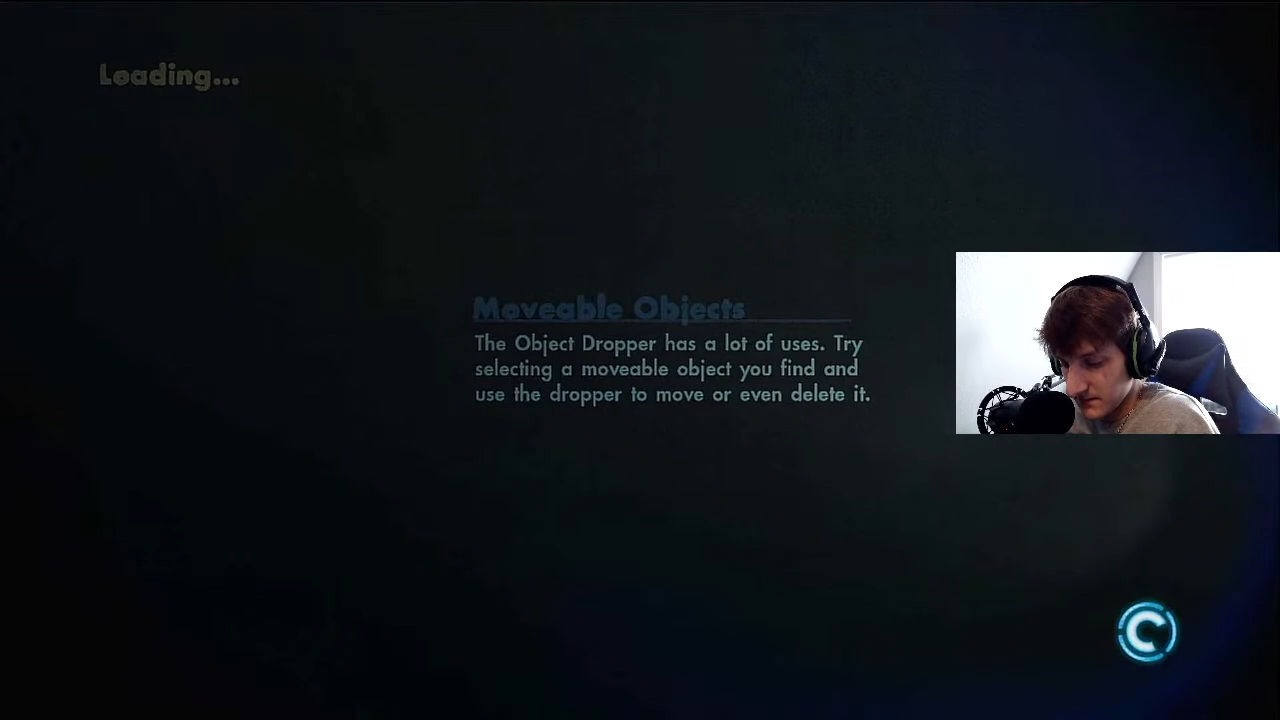 Loading...
Moveable Objects
The Object Dropper has a lot of uses. Try
selecting a moveable object you find and
use the dropper to move or even delete it.